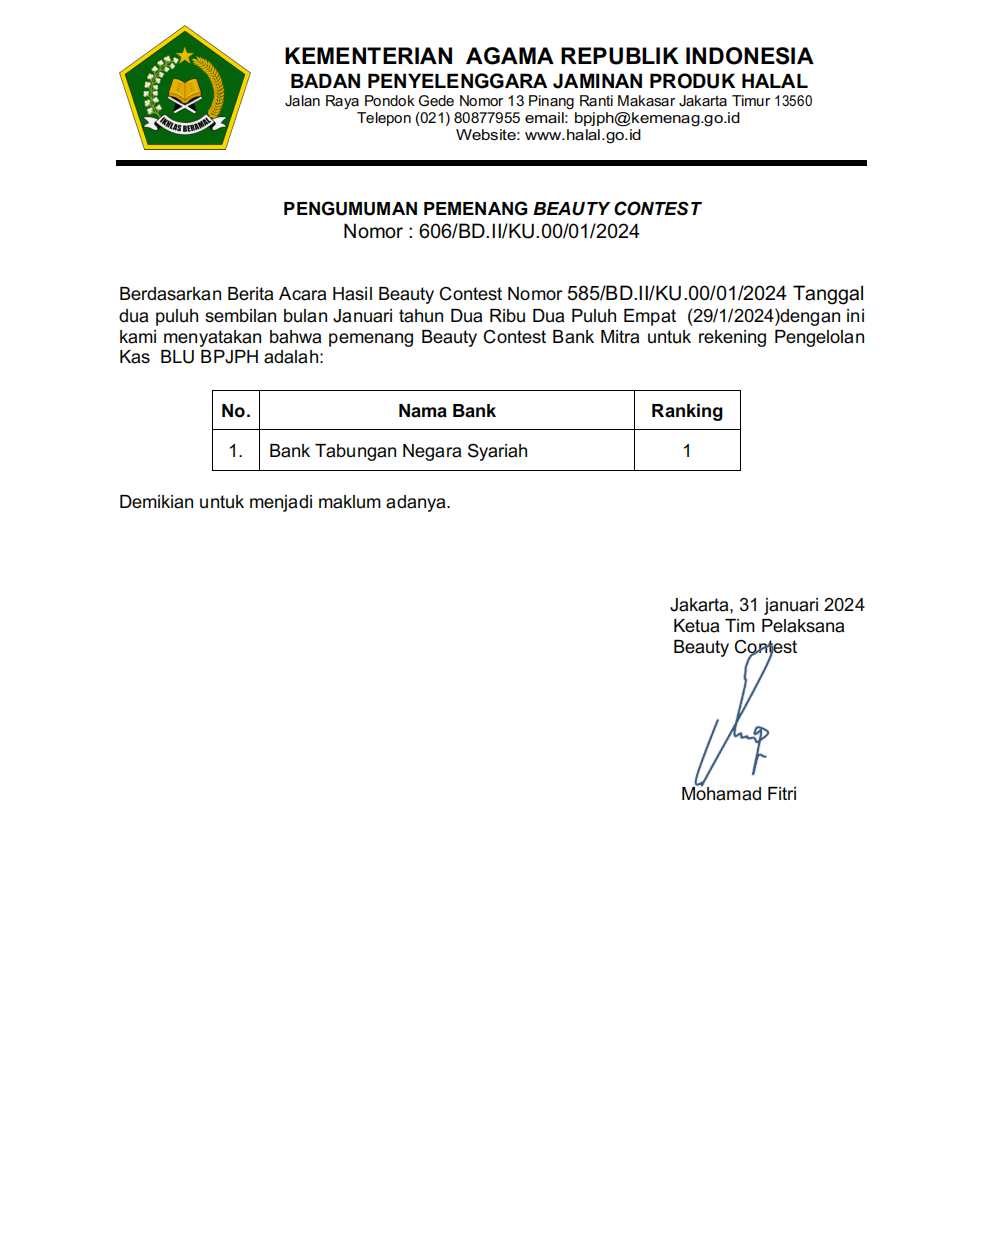 KEMENTERIAN AGAMA REPUBLIK INDONESIA
BADAN PENYELENGGARA JAMINAN PRODUK HALAL
Jalan Raya Pondok Gede Nomor 13 Pinang Ranti Makasar Jakarta Timur 13560
Telepon (021) 80877955 email: bpjph@kemenag.go.id
Website: www.halal.go.id
IKHLAS BERAMAL
PENGUMUMAN PEMENANG BEAUTY CONTEST
Nomor : 606/BD.II/KU.00/01/2024
Berdasarkan Berita Acara Hasil Beauty Contest Nomor 585/BD.II/KU.00/01/2024 Tanggal
dua puluh sembilan bulan Januari tahun Dua Ribu Dua Puluh Empat (29/1/2024)dengan ini
kami menyatakan bahwa pemenang Beauty Contest Bank Mitra untuk rekening Pengelolan
Kas BLU BPJPH adalah:
No. Nama Bank Ranking
1. Bank Tabungan Negara Syariah 1
Demikian untuk menjadi maklum adanya.
Jakarta, 31 januari 2024
Ketua Tim Pelaksana
Beauty Contest
Mohamad Fitri